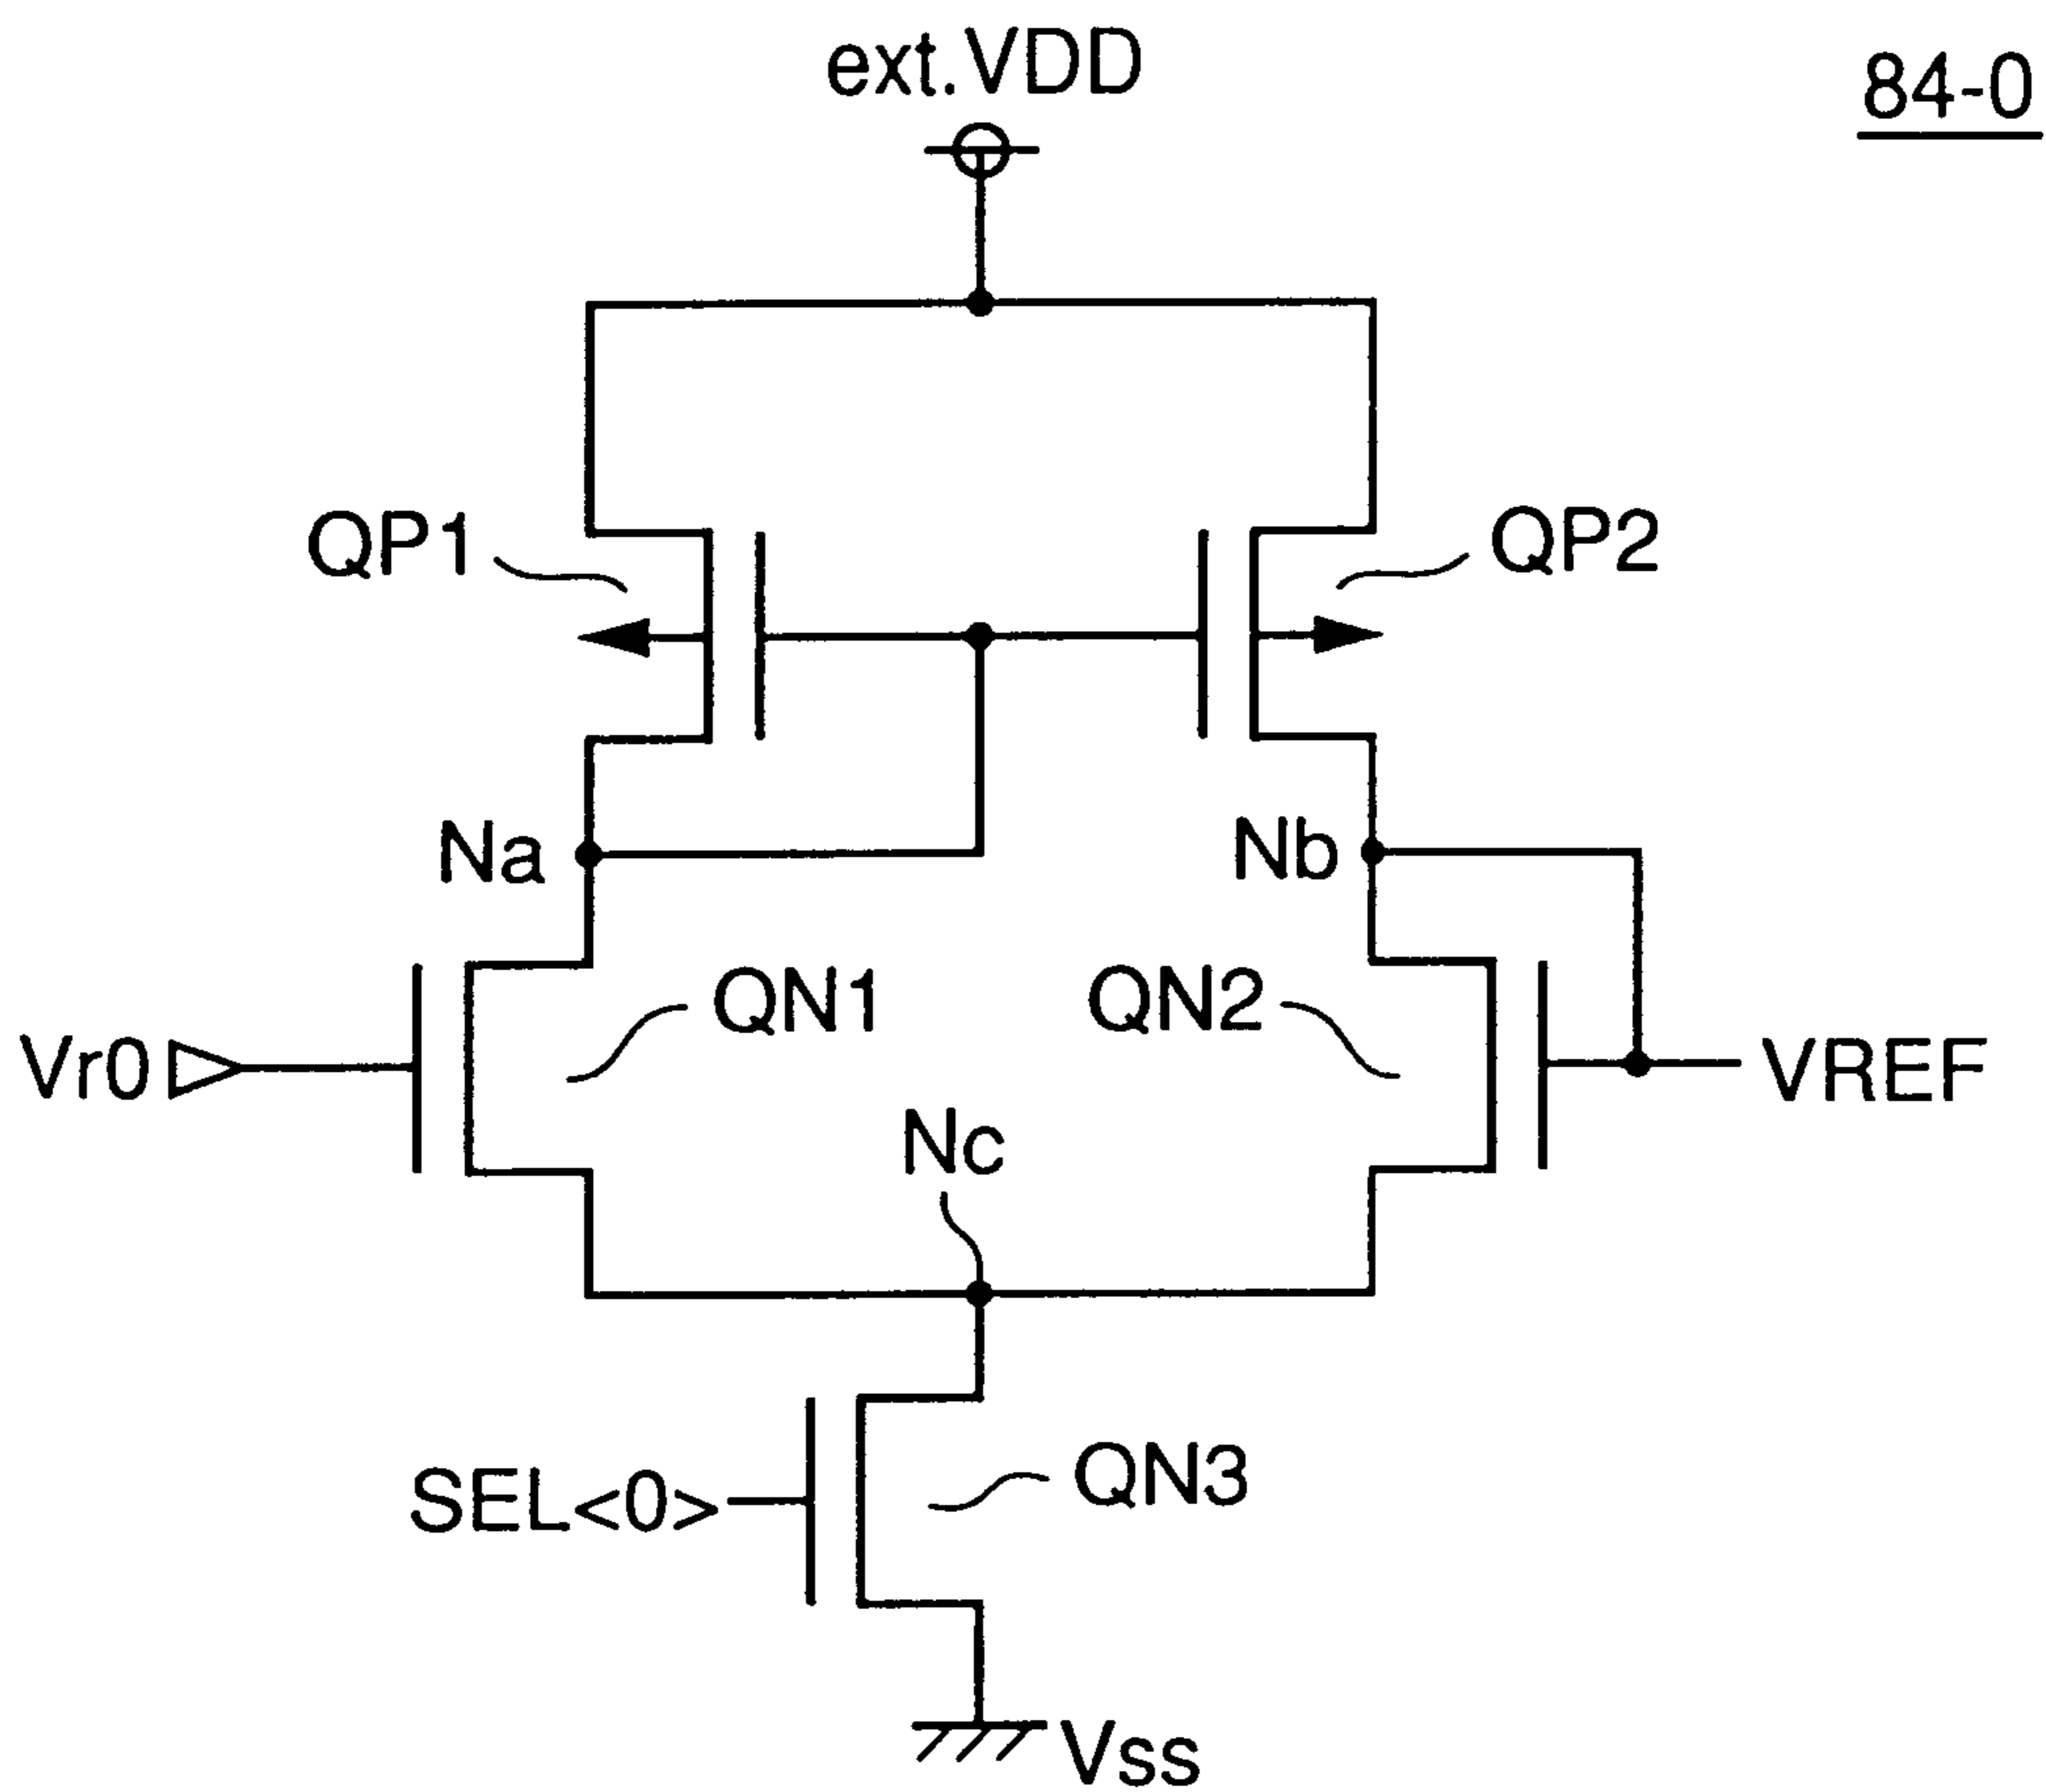 ext.VDD
84-0
QP1
QP2
Na
Nb
QN1
QN2
Vr0
VREF
Nc
SEL<0>
QN3
Vss